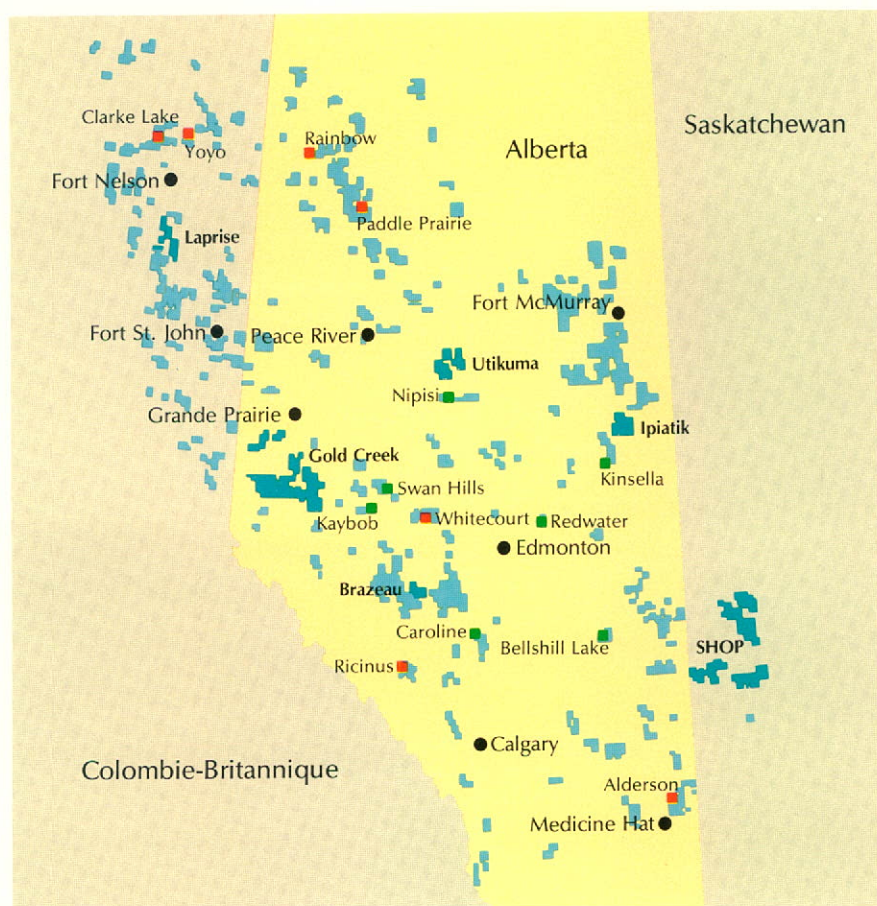 Clarke Lake
Yoyo
Rainbow
Alberta
Saskatchewan
Fort Nelson
Paddle Prairie
Laprise
Fort McMurray
Fort St. John
Peace River
Utikuma
Nipisi
Grande Prairie
Ipiatik
Gold Creek
Kinsella
Swan Hills
Kaybob
Whitecourt
Redwater
Edmonton
Brazeau
Caroline
Bellshill Lake
SHOP
Ricinus
Calgary
Colombie-Britannique
Alderson
Medicine Hat